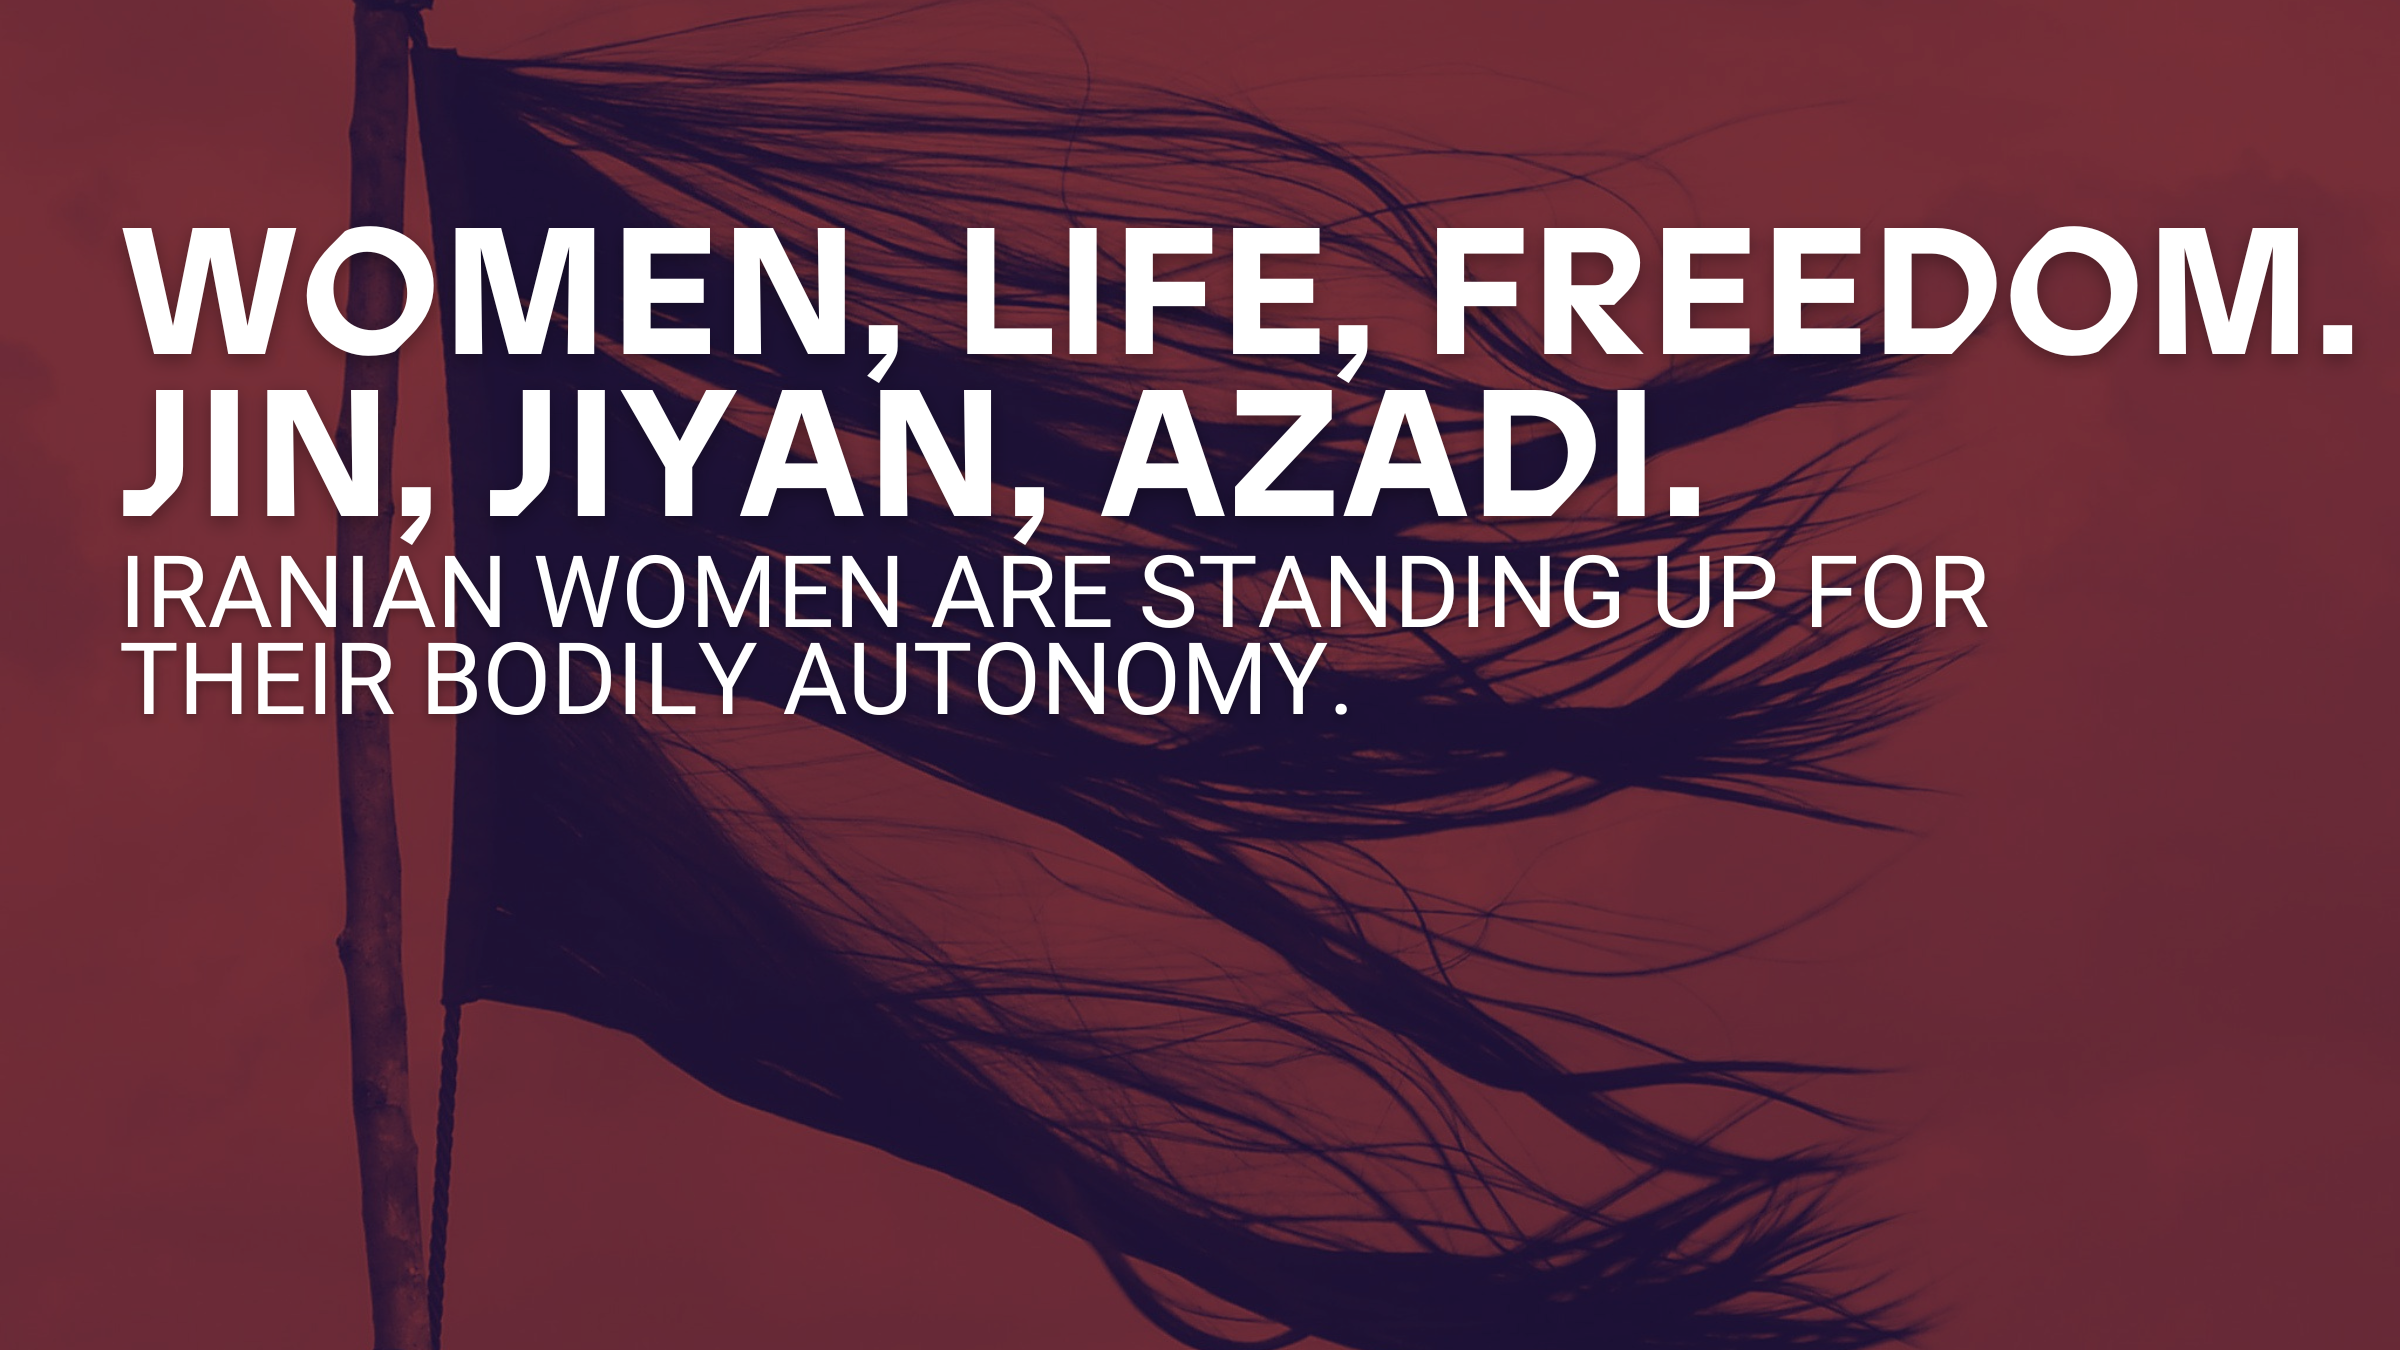 WOMEN, LIFE, FREEDOM.
JIN, JIYAN, AZADI.
IRANIAN WOMEN ARE STANDING UP FOR
THEIR BODILY AUTONOMY.